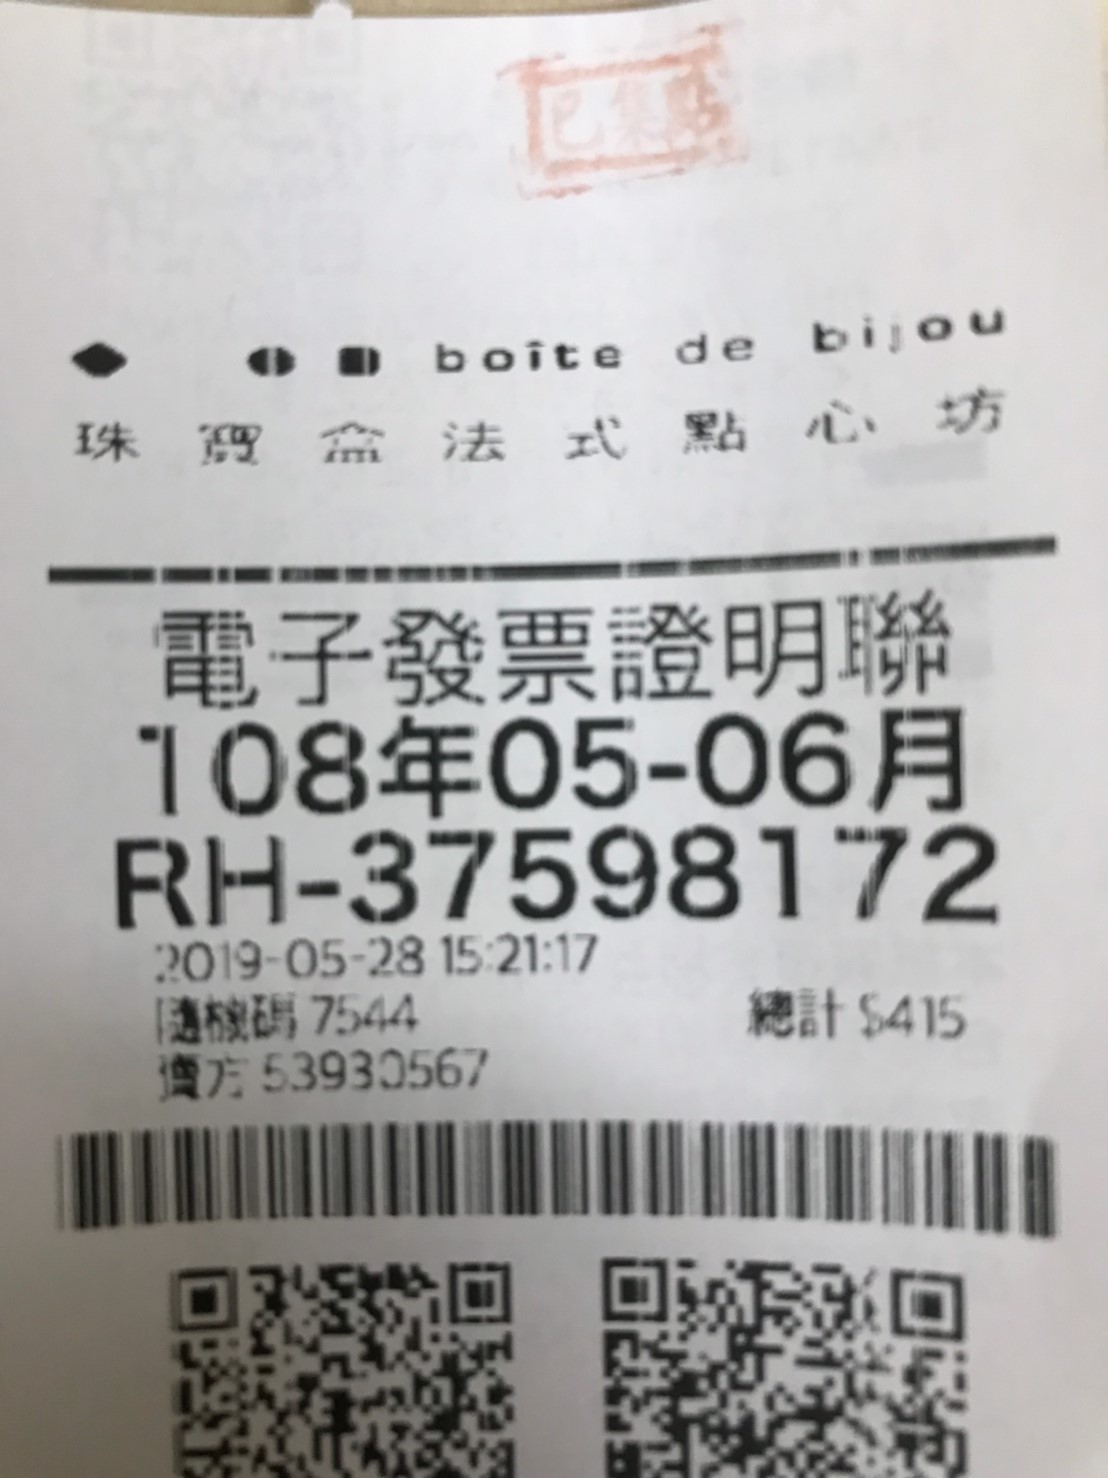 已集點
boîte de bijou
珠寶盒法式點心坊
電子發票證明聯
108年05-06月
RH-37598172
2019-05-28 15:21:17
隨機碼 7544 總計 $415
賣方 53930567